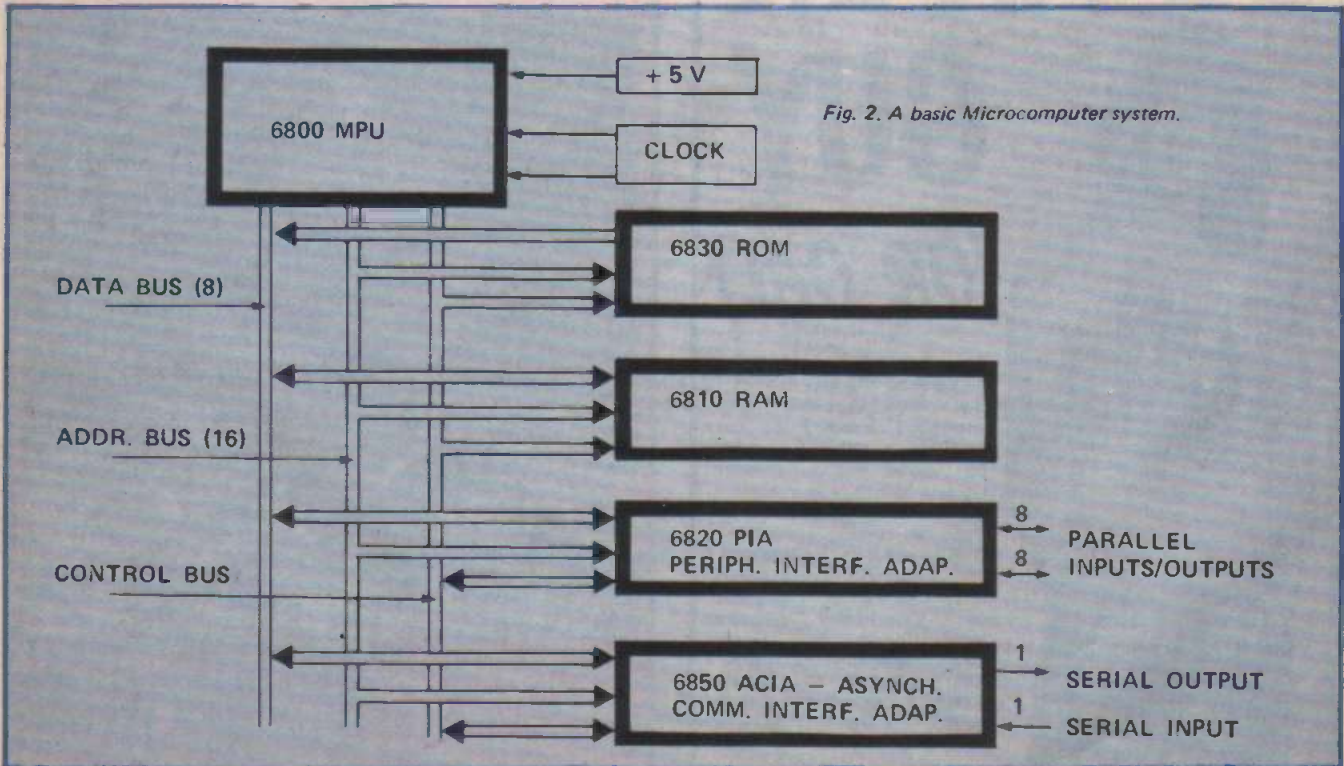 + 5 V
Fig. 2. A basic Microcomputer system.
6800 MPU
CLOCK
6830 ROM
DATA BUS (8)
6810 RAM
ADDR. BUS (16)
6820 PIA
PERIPH. INTERF. ADAP.
8
8
PARALLEL
INPUTS/OUTPUTS
CONTROL BUS
6850 ACIA – ASYNCH.
COMM. INTERF. ADAP.
1
SERIAL OUTPUT
1
SERIAL INPUT